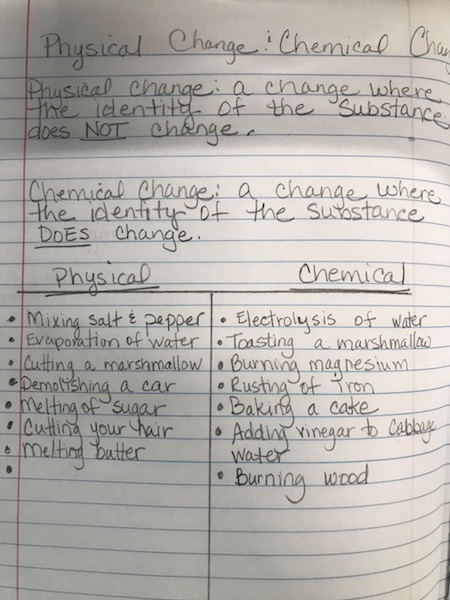 Physical Change & Chemical Chan
Physical change: a change where
the identity of the substance
does NOT change.
Chemical Change: a change where
the identity of the substance
DOES change.
Physical
Chemical
• Mixing salt & pepper
• Evaporation of water
• Cutting a marshmallow
• Demolishing a car
• Melting of sugar
• Cutting your hair
• Melting butter
•
• Electrolysis of water
• Toasting a marshmallow
• Burning magnesium
• Rusting of iron
• Baking a cake
• Adding vinegar to cabbage
water
• Burning wood